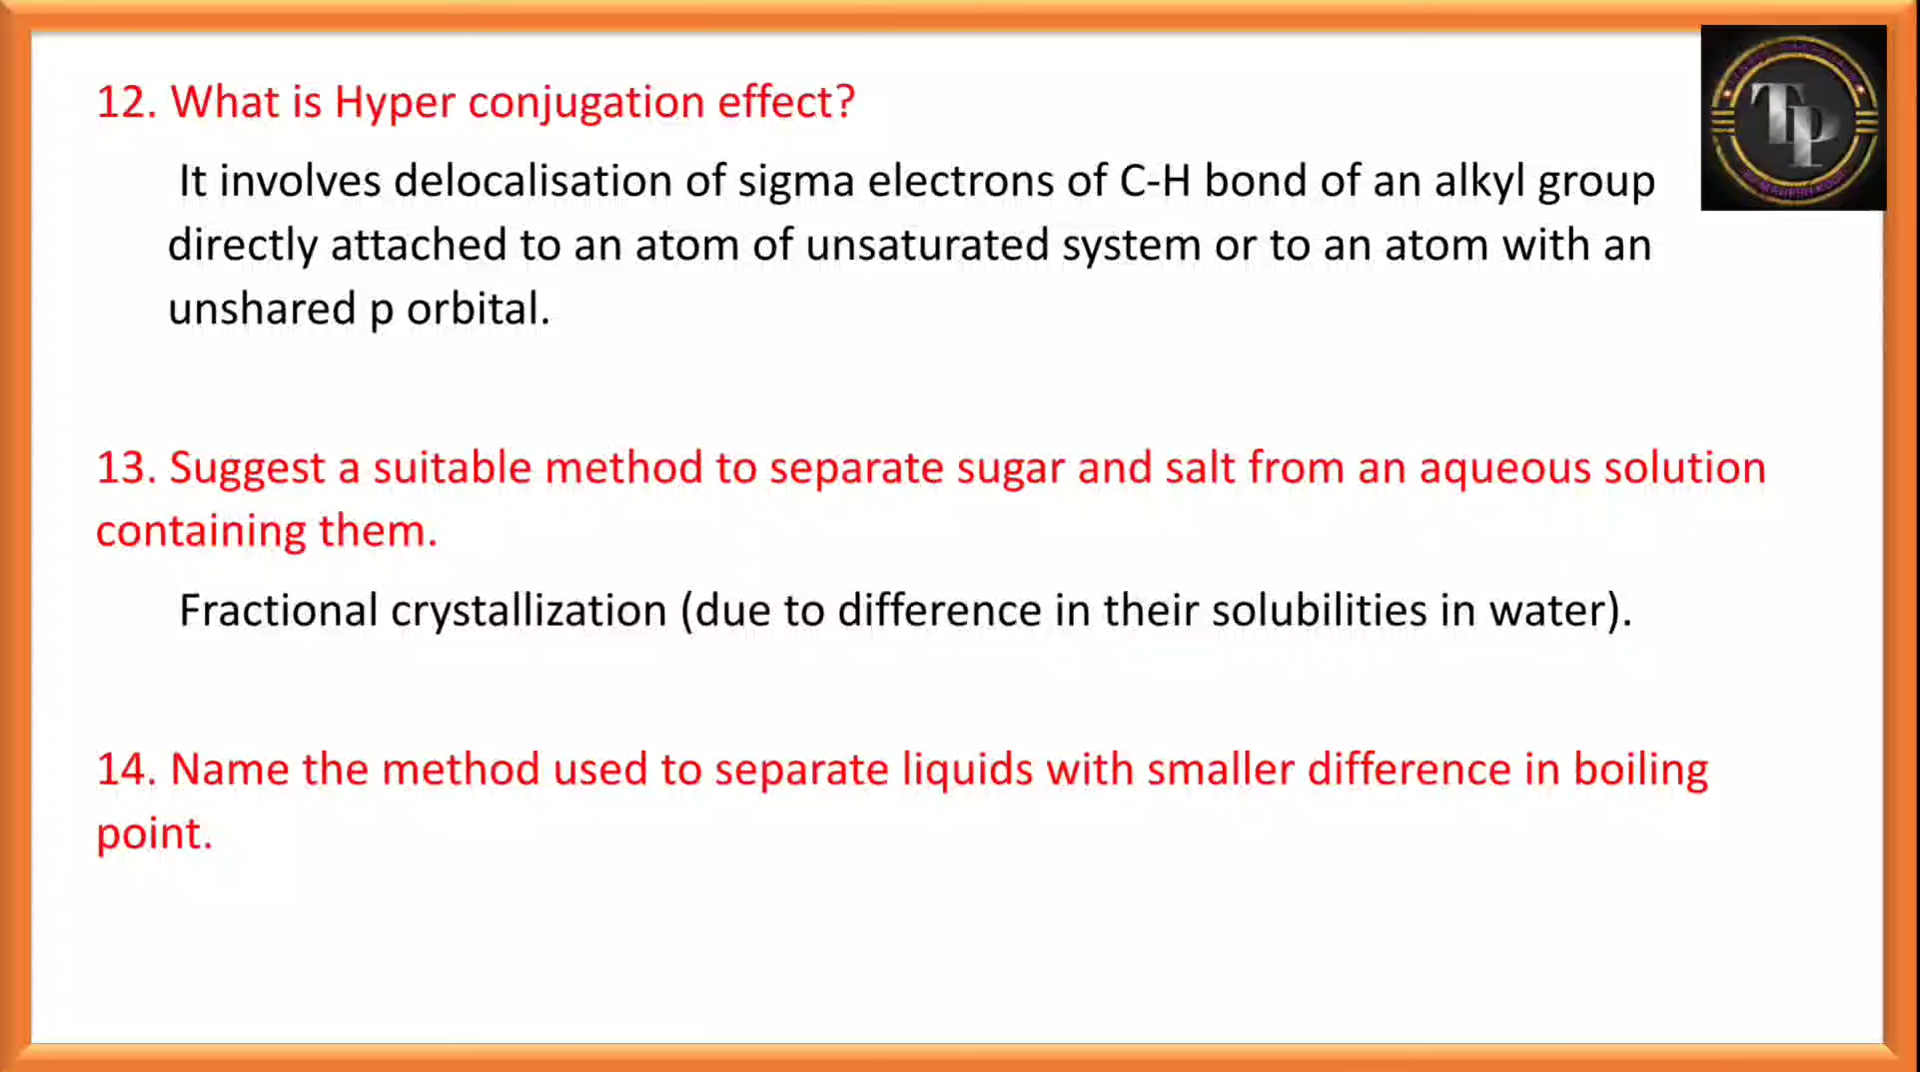 12. What is Hyper conjugation effect?
It involves delocalisation of sigma electrons of C-H bond of an alkyl group
directly attached to an atom of unsaturated system or to an atom with an
unshared p orbital.
13. Suggest a suitable method to separate sugar and salt from an aqueous solution
containing them.
Fractional crystallization (due to difference in their solubilities in water).
14. Name the method used to separate liquids with smaller difference in boiling
point.
TP